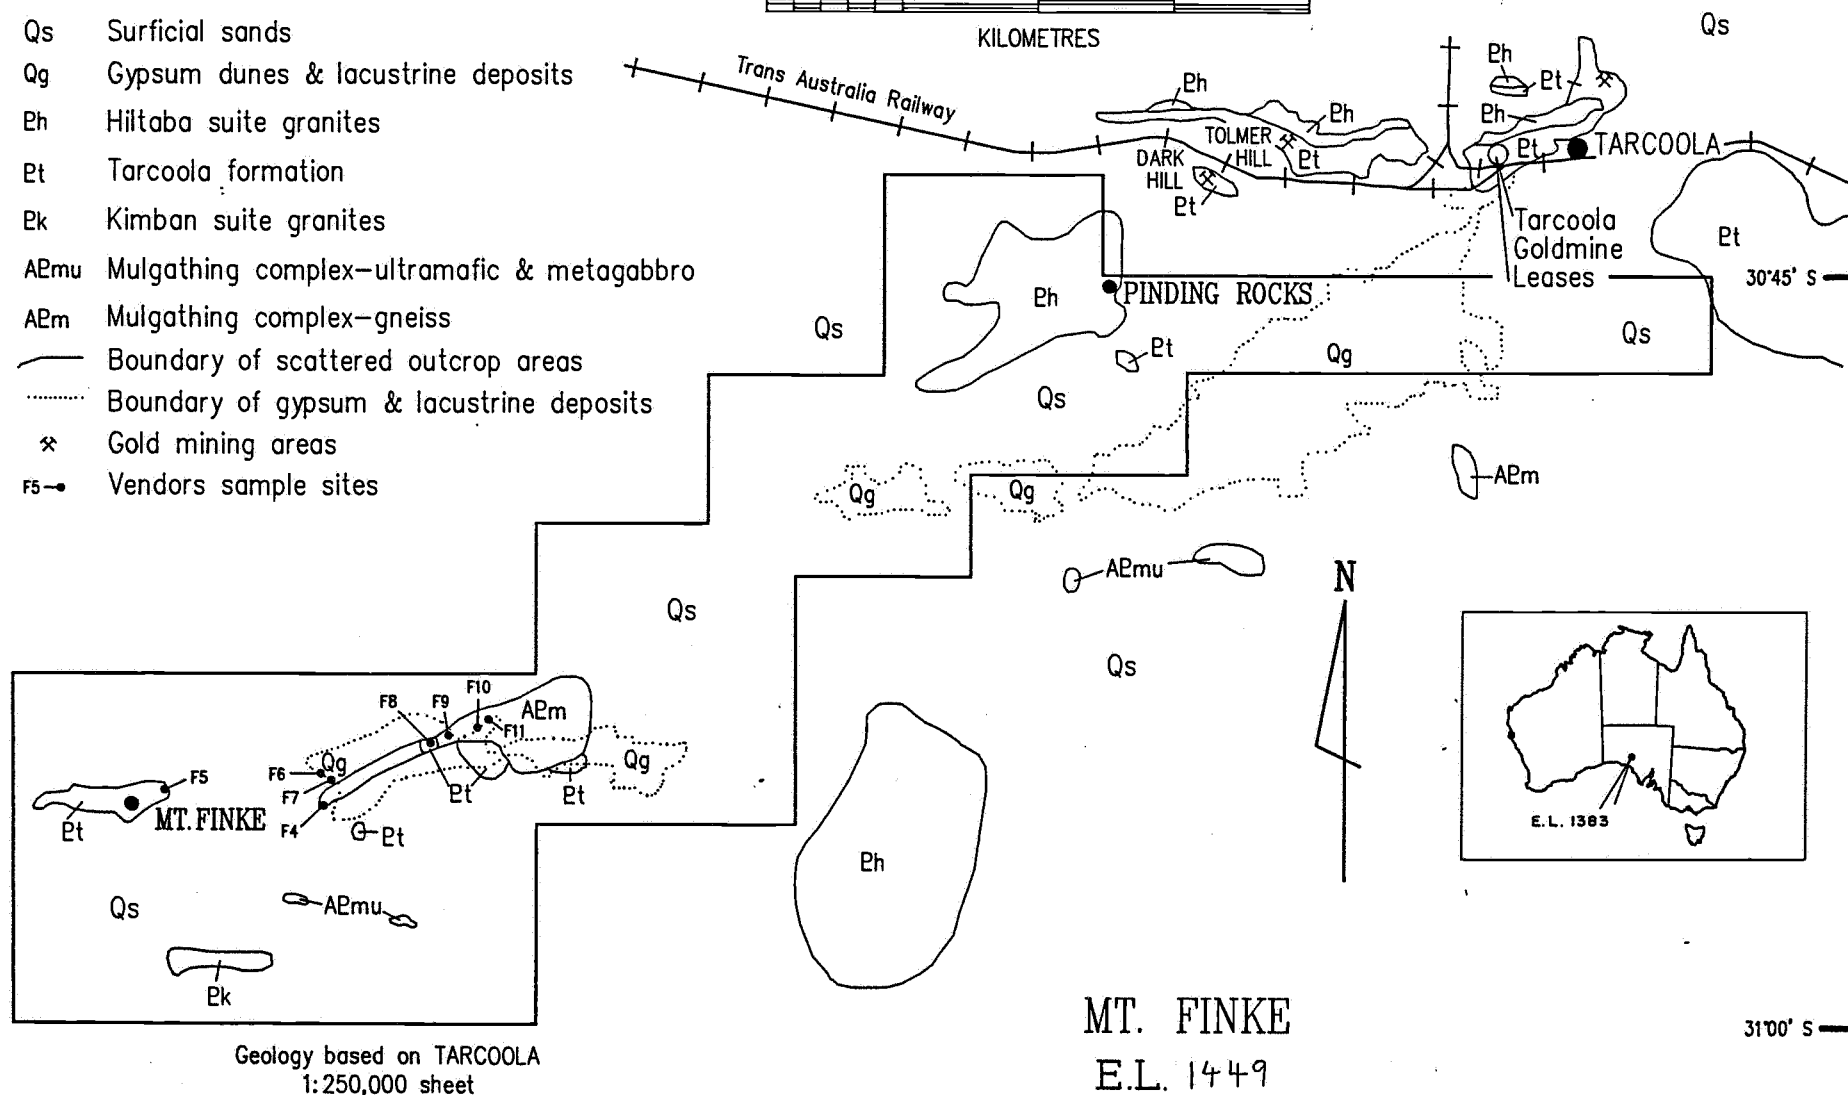 Qs Surficial sands
Qg Gypsum dunes & lacustrine deposits
Ph Hiltaba suite granites
Pt Tarcoola formation
Pk Kimban suite granites
APmu Mulgathing complex-ultramafic & metagabbro
APm Mulgathing complex-gneiss
Boundary of scattered outcrop areas
Boundary of gypsum & lacustrine deposits
Gold mining areas
F5 Vendors sample sites
KILOMETRES
Trans Australia Railway
Qs
Ph
Ph
Ph
Pt
Ph
TOLMER
HILL
Pt
DARK
HILL
Pt
Pt
TARCOOLA
Tarcoola
Goldmine
Leases
Pt
30°45' S
Ph
PINDING ROCKS
Qs
Qs
Pt
Qg
Qs
Qg
Qg
APm
APmu
Qs
Qs
N
F10
F8
F9
APm
F11
F6
Qg
Qg
F5
F7
Pt
Pt
MT. FINKE
F4
Pt
Pt
Ph
Qs
APmu
Pk
E.L. 1383
MT. FINKE
E.L. 1449
31°00' S
Geology based on TARCOOLA
1:250,000 sheet